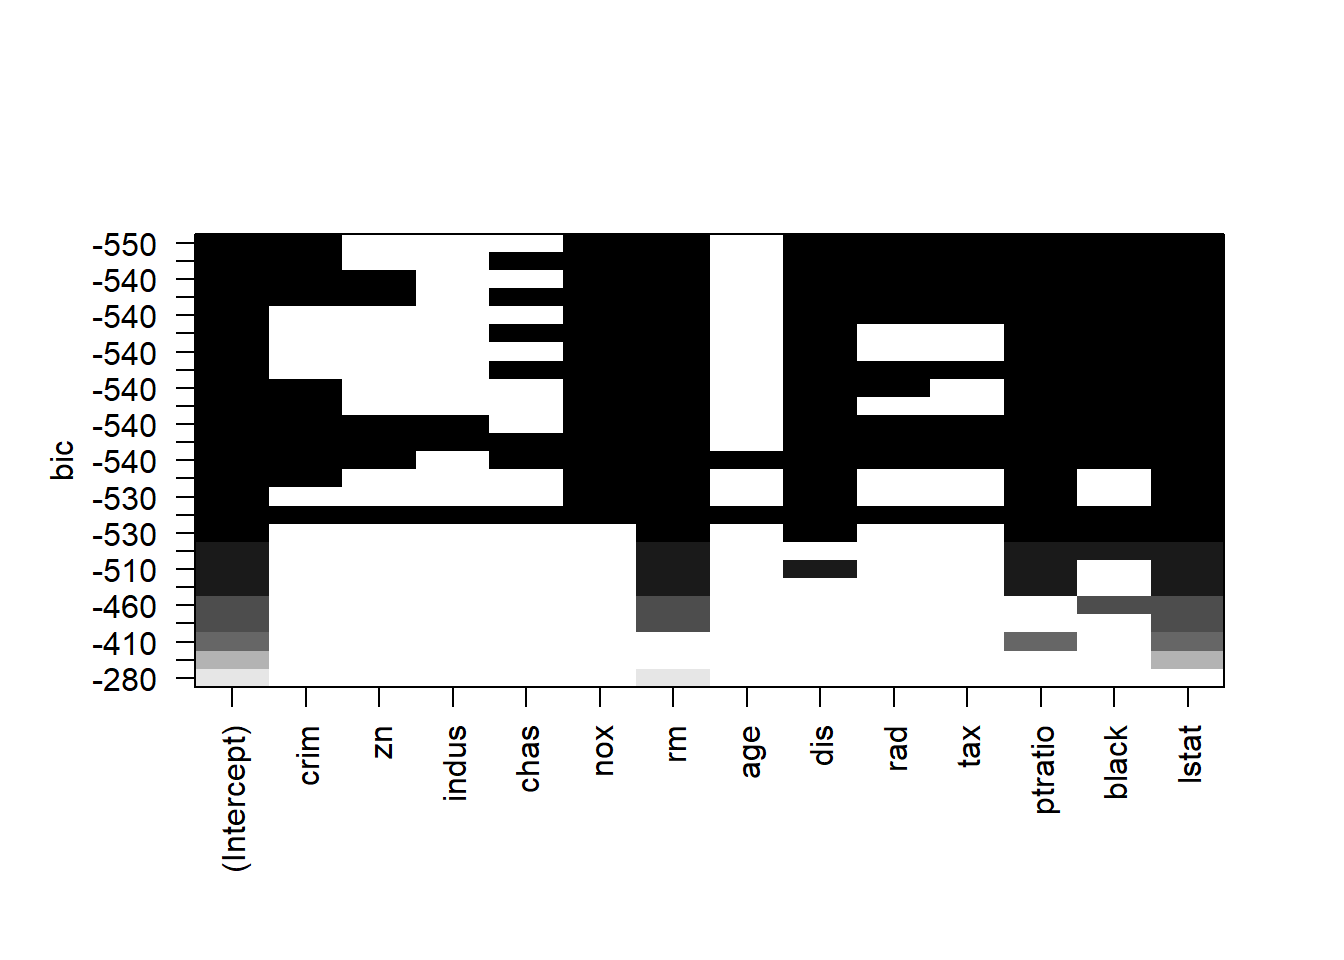 -550
-540
-540
-540
-540
-540
-540
-530
-530
-510
-460
-410
-280
bic
(Intercept)
crim
zn
indus
chas
nox
rm
age
dis
rad
tax
ptratio
black
lstat